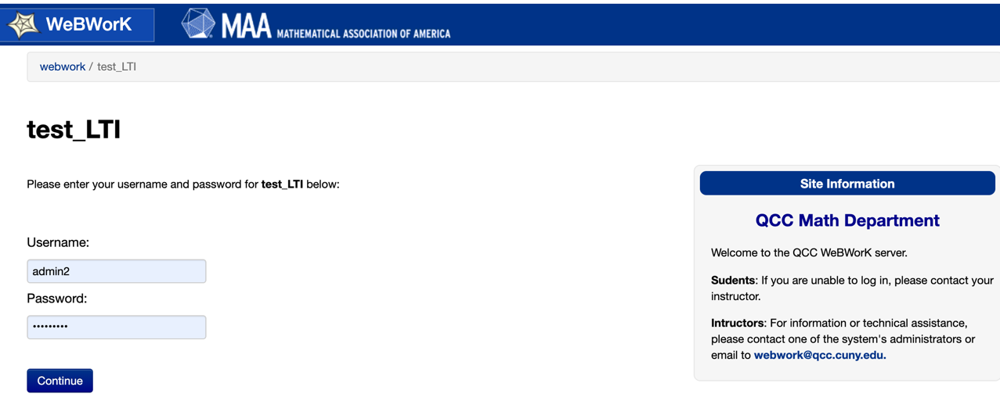 WeBWorK
MAA MATHEMATICAL ASSOCIATION OF AMERICA
webwork / test_LTI
test_LTI
Please enter your username and password for test_LTI below:
Username:
admin2
Password:
•••••••••
Continue
Site Information
QCC Math Department
Welcome to the QCC WeBWorK server.
Sudents: If you are unable to log in, please contact your
instructor.
Intructors: For information or technical assistance,
please contact one of the system's administrators or
email to webwork@qcc.cuny.edu.